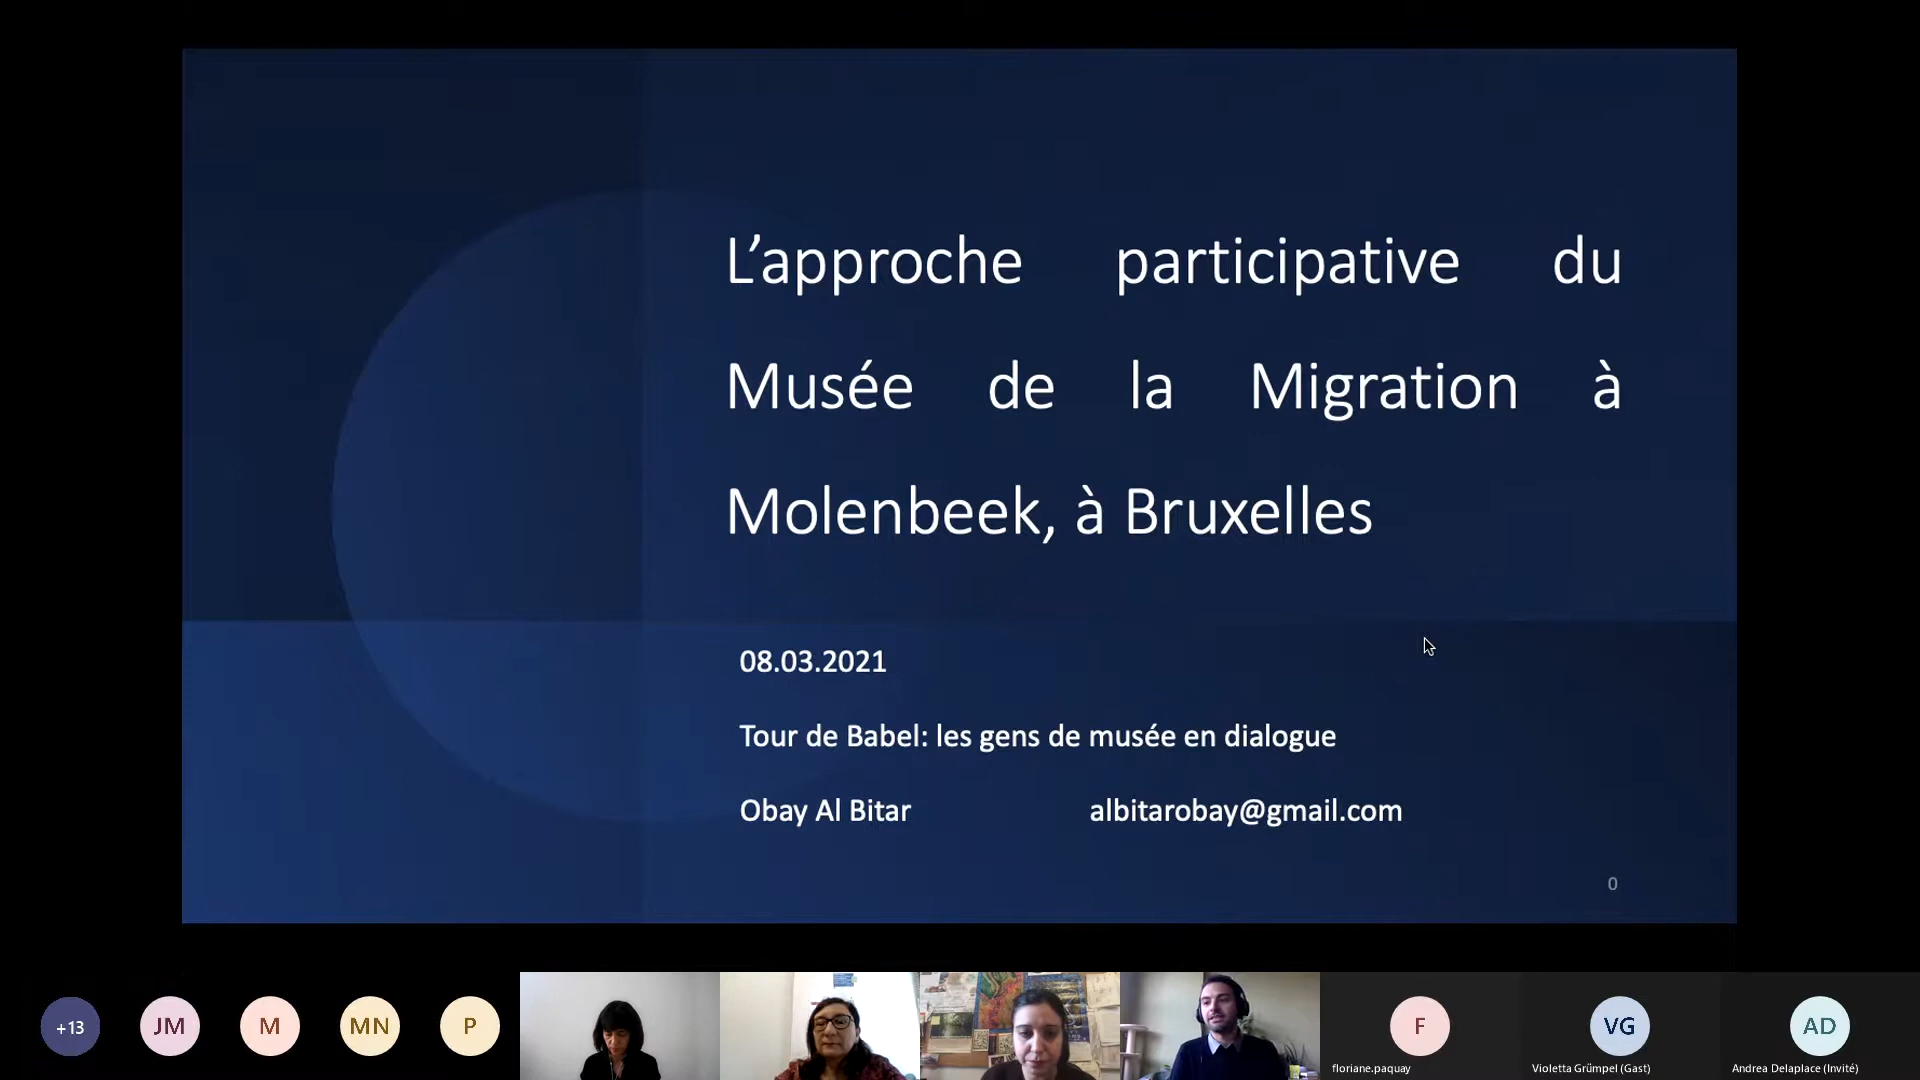 L’approche participative du
Musée de la Migration à
Molenbeek, à Bruxelles
08.03.2021
Tour de Babel: les gens de musée en dialogue
Obay Al Bitar albitarobay@gmail.com
0
+13 JM M MN P F VG AD
floriane.paquay Violetta Grümpel (Gast) Andrea Delaplace (Invité)